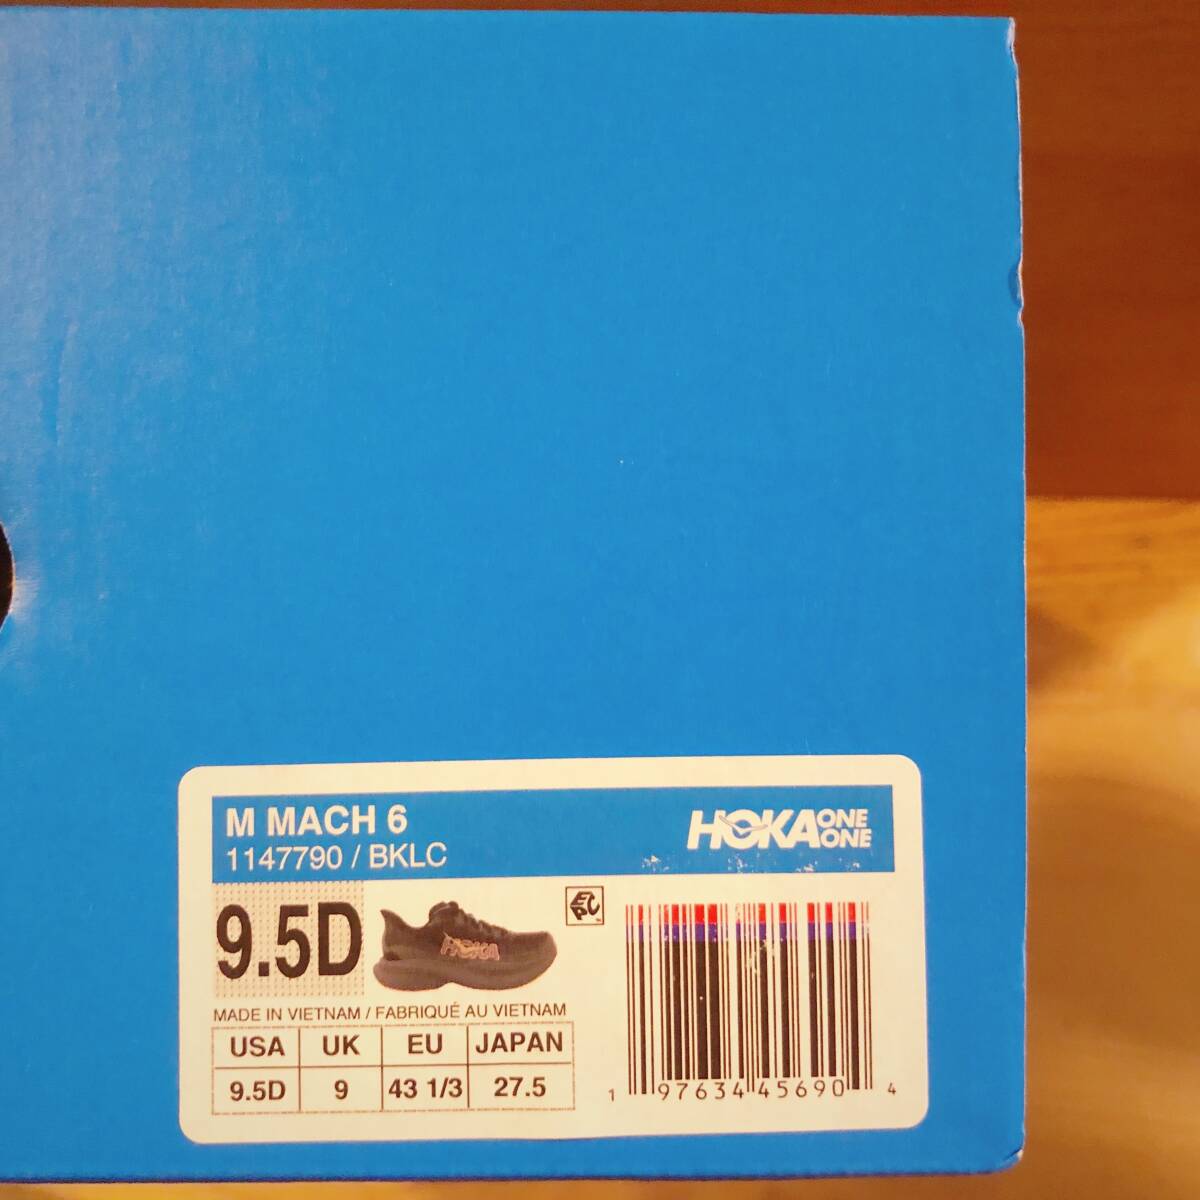 M MACH 6
1147790 / BKLC
HOKA ONE ONE
9.5D
HOKA
EPC
MADE IN VIETNAM / FABRIQUÉ AU VIETNAM
USA UK EU JAPAN
9.5D 9 43 1/3 27.5
1 97634 45690 4